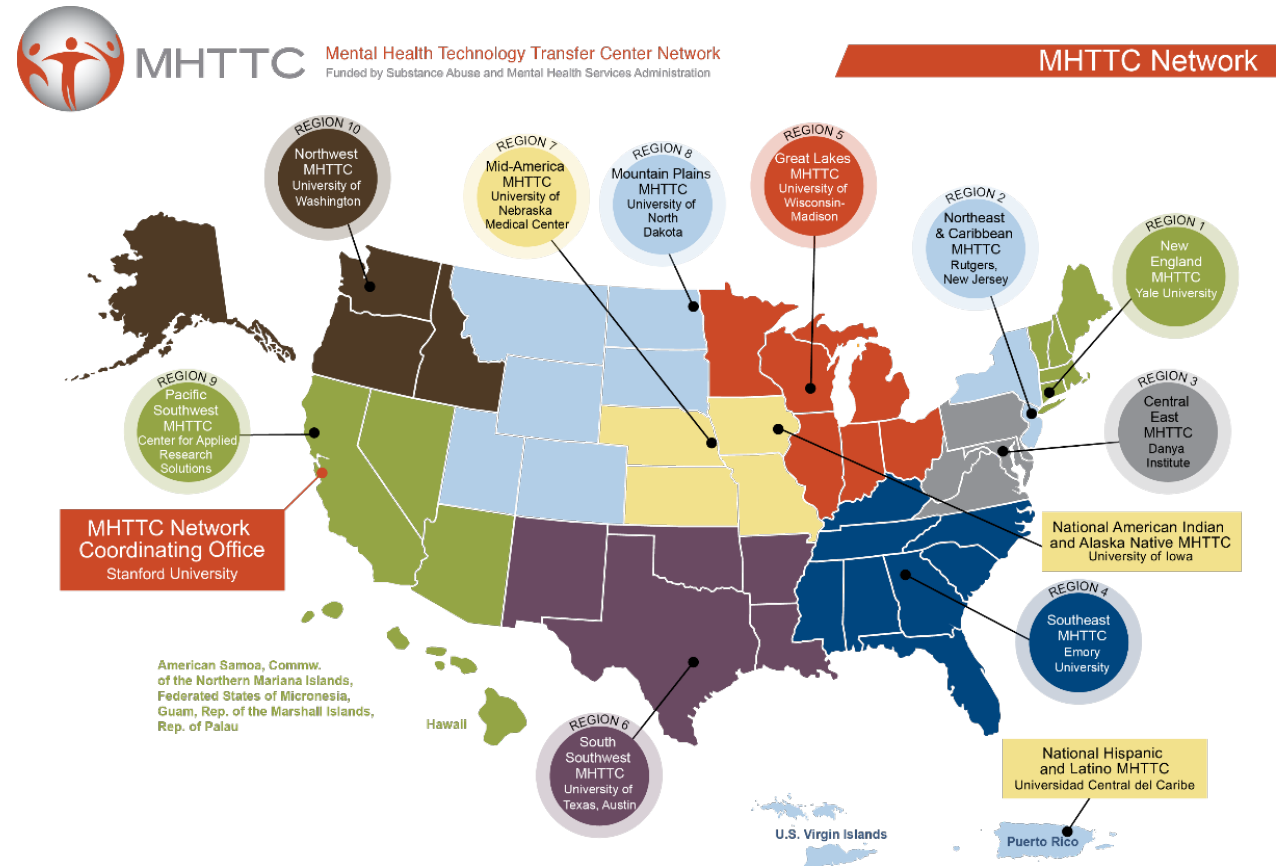 MHTTC
Mental Health Technology Transfer Center Network
Funded by Substance Abuse and Mental Health Services Administration
MHTTC Network
REGION 10
Northwest
MHTTC
University of
Washington
REGION 7
Mid-America
MHTTC
University of
Nebraska
Medical Center
REGION 8
Mountain Plains
MHTTC
University of
North
Dakota
REGION 5
Great Lakes
MHTTC
University of
Wisconsin-
Madison
REGION 2
Northeast
& Caribbean
MHTTC
Rutgers,
New Jersey
REGION 1
New
England
MHTTC
Yale University
REGION 9
Pacific
Southwest
MHTTC
Center for Applied
Research
Solutions
REGION 3
Central
East
MHTTC
Danya
Institute
MHTTC Network
Coordinating Office
Stanford University
National American Indian
and Alaska Native MHTTC
University of Iowa
REGION 4
Southeast
MHTTC
Emory
University
American Samoa, Commw.
of the Northern Mariana Islands,
Federated States of Micronesia,
Guam, Rep. of the Marshall Islands,
Rep. of Palau
Hawaii
REGION 6
South
Southwest
MHTTC
University of
Texas, Austin
National Hispanic
and Latino MHTTC
Universidad Central del Caribe
U.S. Virgin Islands
Puerto Rico